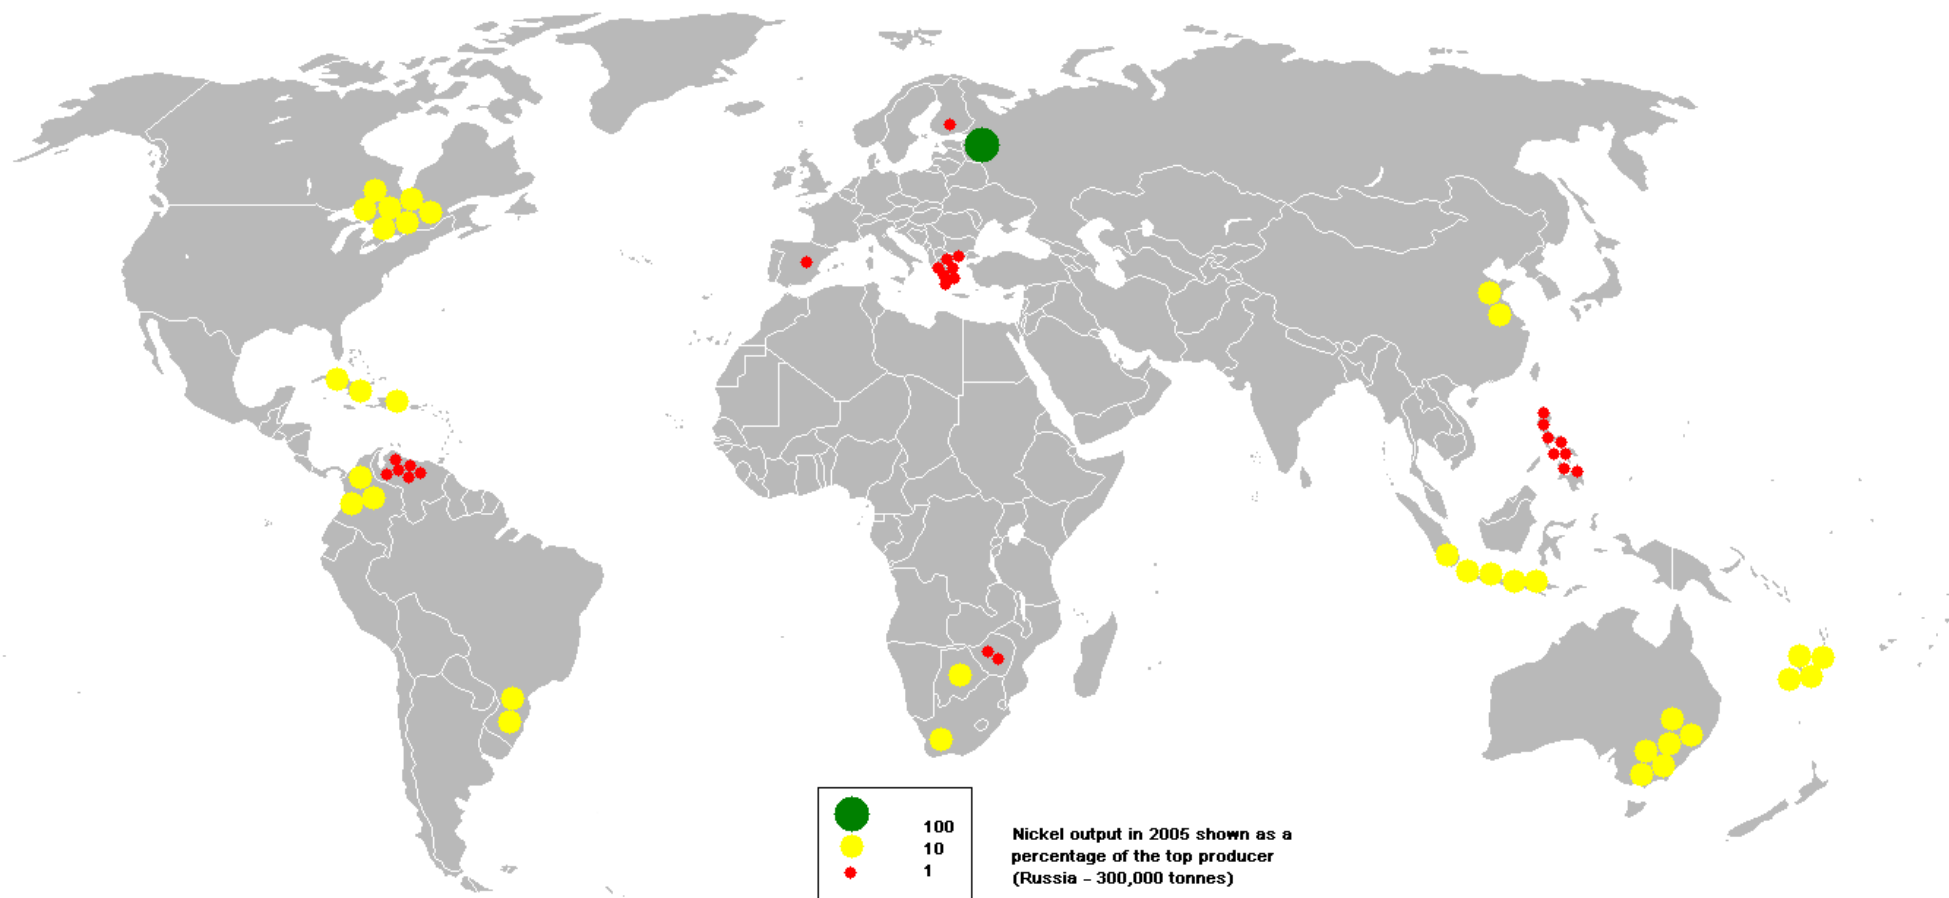 100
10
1
Nickel output in 2005 shown as a
percentage of the top producer
(Russia - 300,000 tonnes)